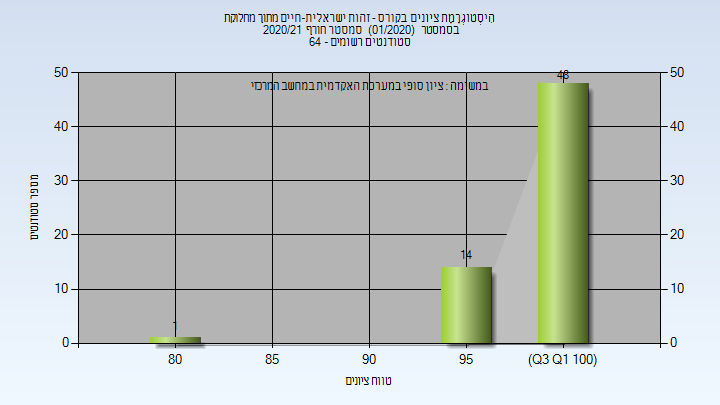 היסטוגרמת ציונים בקורס - זהות ישראלית-חיים מתוך מחלוקת
בסמסטר (01/2020) סמסטר חורף 2020/21
סטודנטים רשומים - 64
במשימה : ציון סופי במערכת האקדמית במחשב המרכזי
50 50
48
40 40
30 30
20 20
14
10 10
1
0 0
80 85 90 95 (Q3 Q1 100)
מספר סטודנטים
טווח ציונים